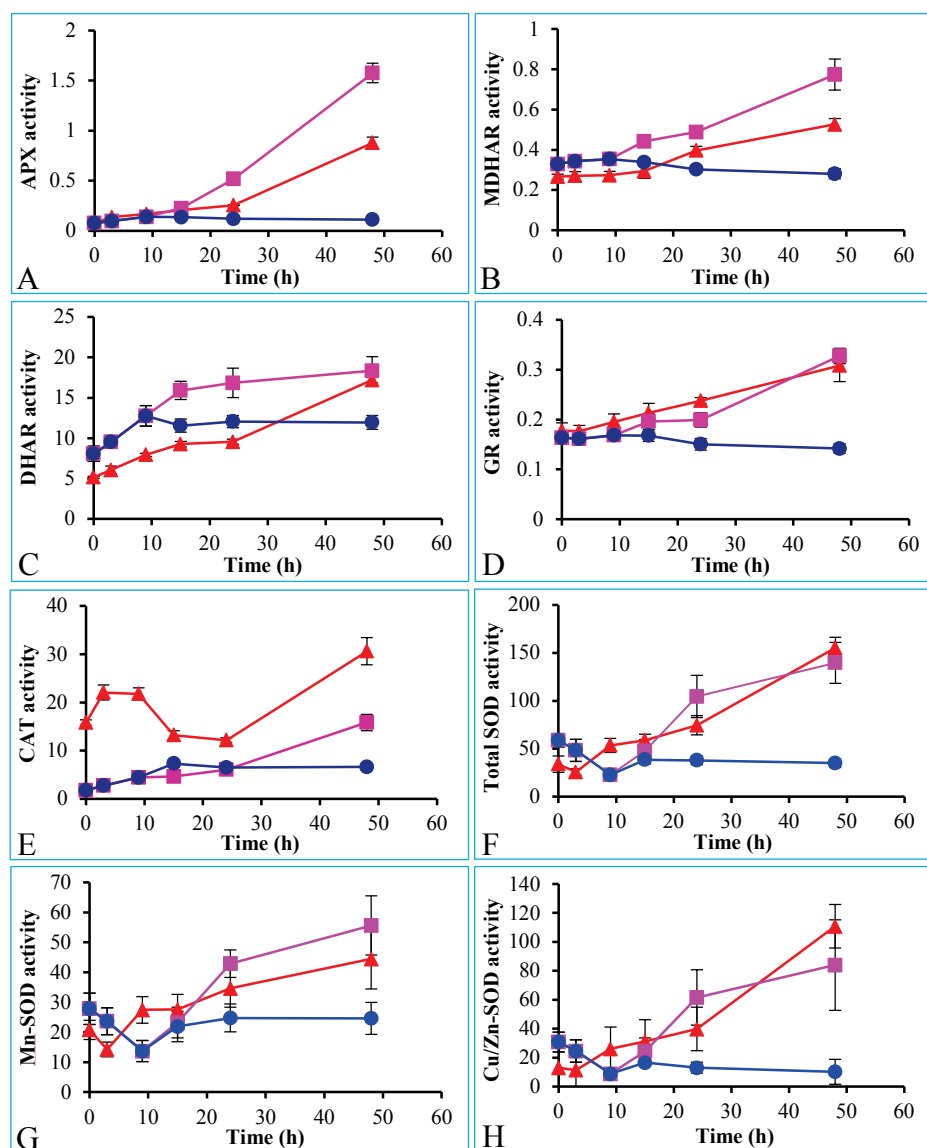 2
1.5
1
0.5
0
APX activity
0 10 20 30 40 50 60
Time (h)
A
1
0.8
0.6
0.4
0.2
0
MDHAR activity
0 10 20 30 40 50 60
Time (h)
B
25
20
15
10
5
0
DHAR activity
0 10 20 30 40 50 60
Time (h)
C
0.4
0.3
0.2
0.1
0
GR activity
0 10 20 30 40 50 60
Time (h)
D
40
30
20
10
0
CAT activity
0 10 20 30 40 50 60
Time (h)
E
200
150
100
50
0
Total SOD activity
0 10 20 30 40 50 60
Time (h)
F
70
60
50
40
30
20
10
0
Mn-SOD activity
0 10 20 30 40 50 60
Time (h)
G
140
120
100
80
60
40
20
0
Cu/Zn-SOD activity
0 10 20 30 40 50 60
Time (h)
H